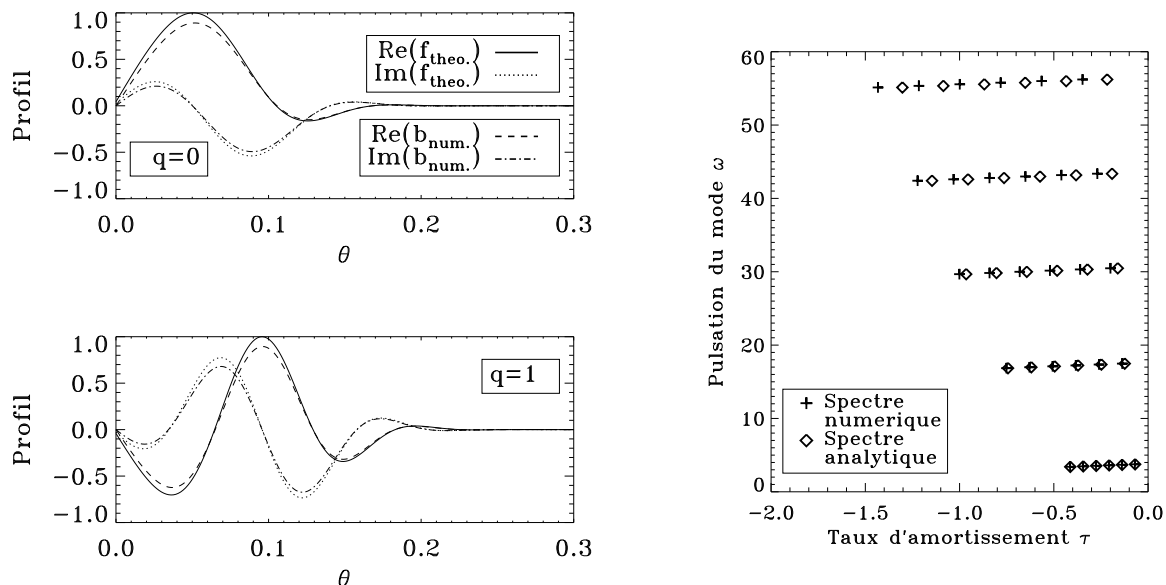 1.0
0.5
0.0
−0.5
−1.0
Profil
Re(f_theo.)
Im(f_theo.)
Re(b_num.)
Im(b_num.)
q=0
0.0 0.1 0.2 0.3
θ
1.0
0.5
0.0
−0.5
−1.0
Profil
q=1
0.0 0.1 0.2 0.3
θ
60
50
40
30
20
10
0
Pulsation du mode ω
Spectre
numerique
Spectre
analytique
−2.0 −1.5 −1.0 −0.5 0.0
Taux d'amortissement τ